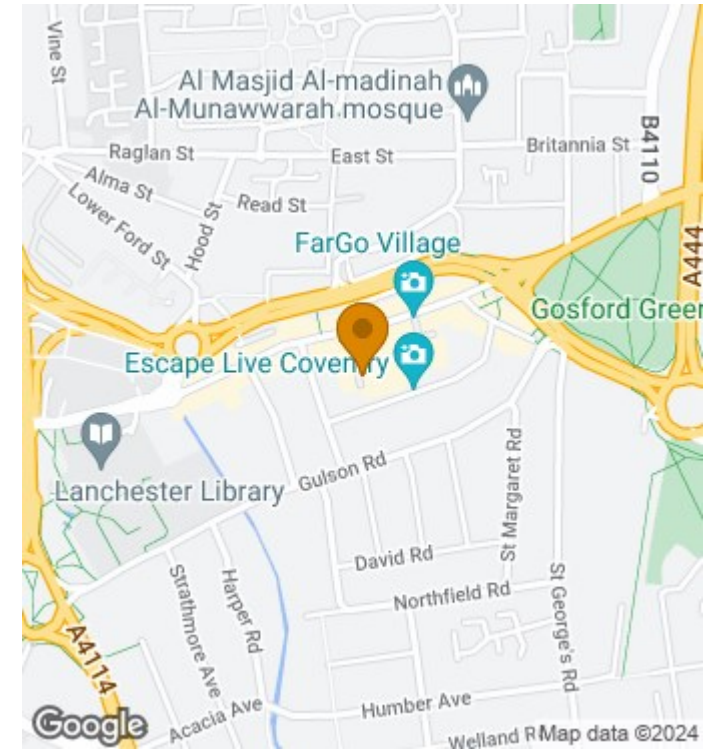 Vine St
Al Masjid Al-madinah
Al-Munawwarah mosque
B4110
Raglan St
East St
Britannia St
Alma St
Lower Ford St
Hood St
Read St
A444
FarGo Village
Gosford Green
Escape Live Coventry
Lanchester Library
Gulson Rd
St Margaret Rd
David Rd
Strathmore Ave
Harper Rd
Northfield Rd
St George's Rd
A4114
Acacia Ave
Humber Ave
Google
Welland R
Map data ©2024